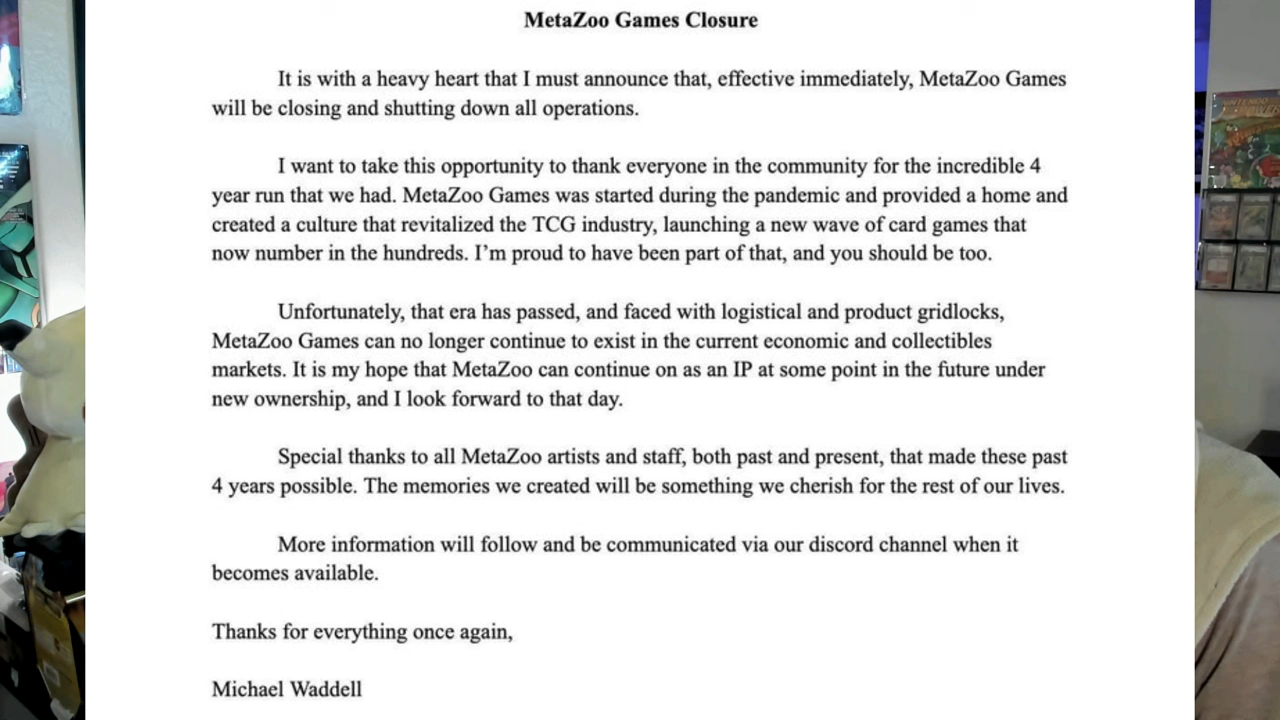 MetaZoo Games Closure
It is with a heavy heart that I must announce that, effective immediately, MetaZoo Games
will be closing and shutting down all operations.
I want to take this opportunity to thank everyone in the community for the incredible 4
year run that we had. MetaZoo Games was started during the pandemic and provided a home and
created a culture that revitalized the TCG industry, launching a new wave of card games that
now number in the hundreds. I’m proud to have been part of that, and you should be too.
Unfortunately, that era has passed, and faced with logistical and product gridlocks,
MetaZoo Games can no longer continue to exist in the current economic and collectibles
markets. It is my hope that MetaZoo can continue on as an IP at some point in the future under
new ownership, and I look forward to that day.
Special thanks to all MetaZoo artists and staff, both past and present, that made these past
4 years possible. The memories we created will be something we cherish for the rest of our lives.
More information will follow and be communicated via our discord channel when it
becomes available.
Thanks for everything once again,
Michael Waddell